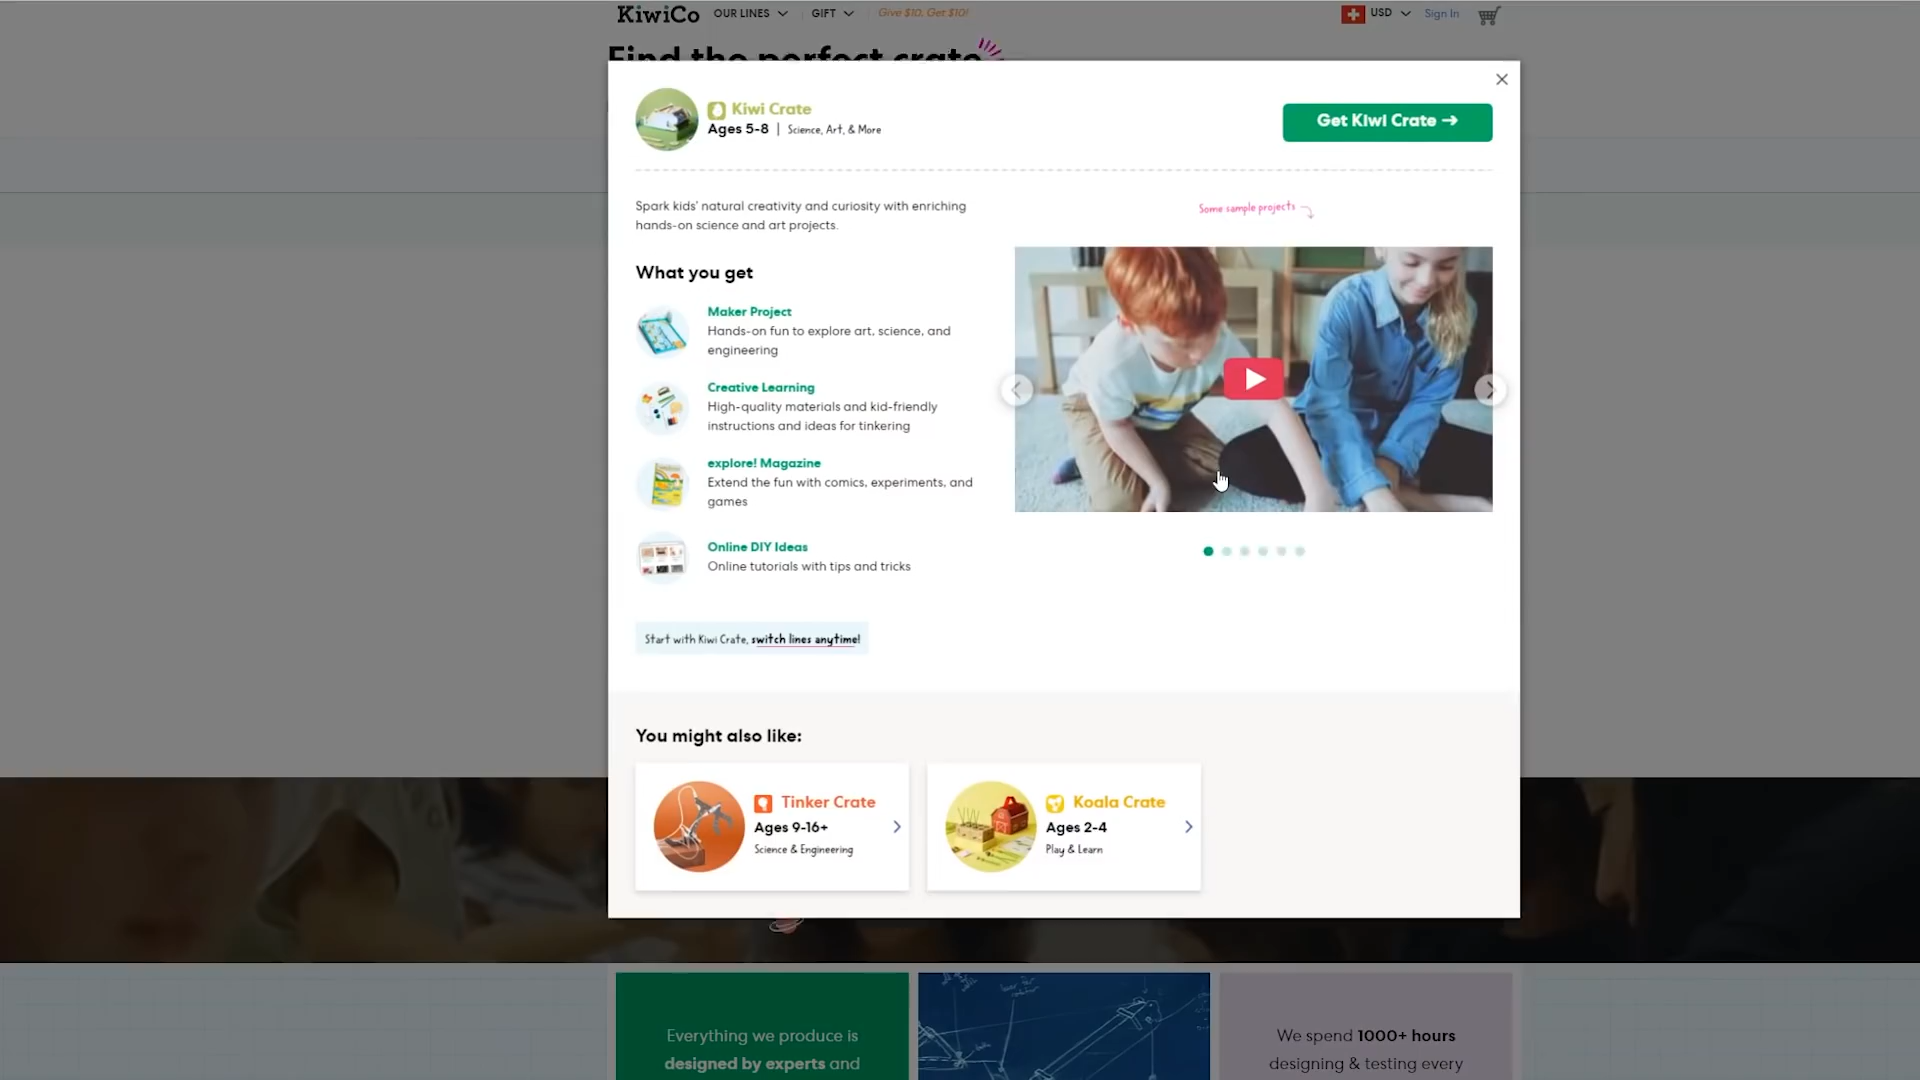 KiwiCo OUR LINES GIFT Give $10, Get $10! USD Sign In
Find the perfect crate
Kiwi Crate
Ages 5-8 | Science, Art, & More
Get Kiwi Crate →
Spark kids' natural creativity and curiosity with enriching
hands-on science and art projects.
Some sample projects
What you get
Maker Project
Hands-on fun to explore art, science, and
engineering
Creative Learning
High-quality materials and kid-friendly
instructions and ideas for tinkering
explore! Magazine
Extend the fun with comics, experiments, and
games
Online DIY Ideas
Online tutorials with tips and tricks
Start with Kiwi Crate, switch lines anytime!
You might also like:
Tinker Crate
Ages 9-16+
Science & Engineering
Koala Crate
Ages 2-4
Play & Learn
Everything we produce is
designed by experts and
We spend 1000+ hours
designing & testing every